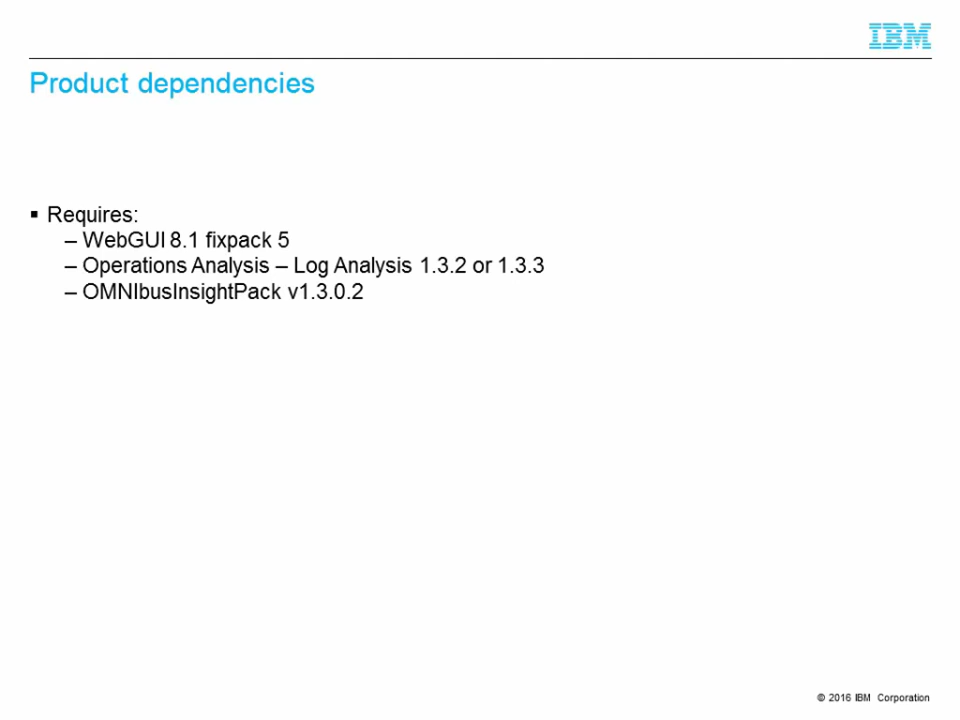 IBM
Product dependencies
▪ Requires:
– WebGUI 8.1 fixpack 5
– Operations Analysis – Log Analysis 1.3.2 or 1.3.3
– OMNIbusInsightPack v1.3.0.2
© 2016 IBM Corporation